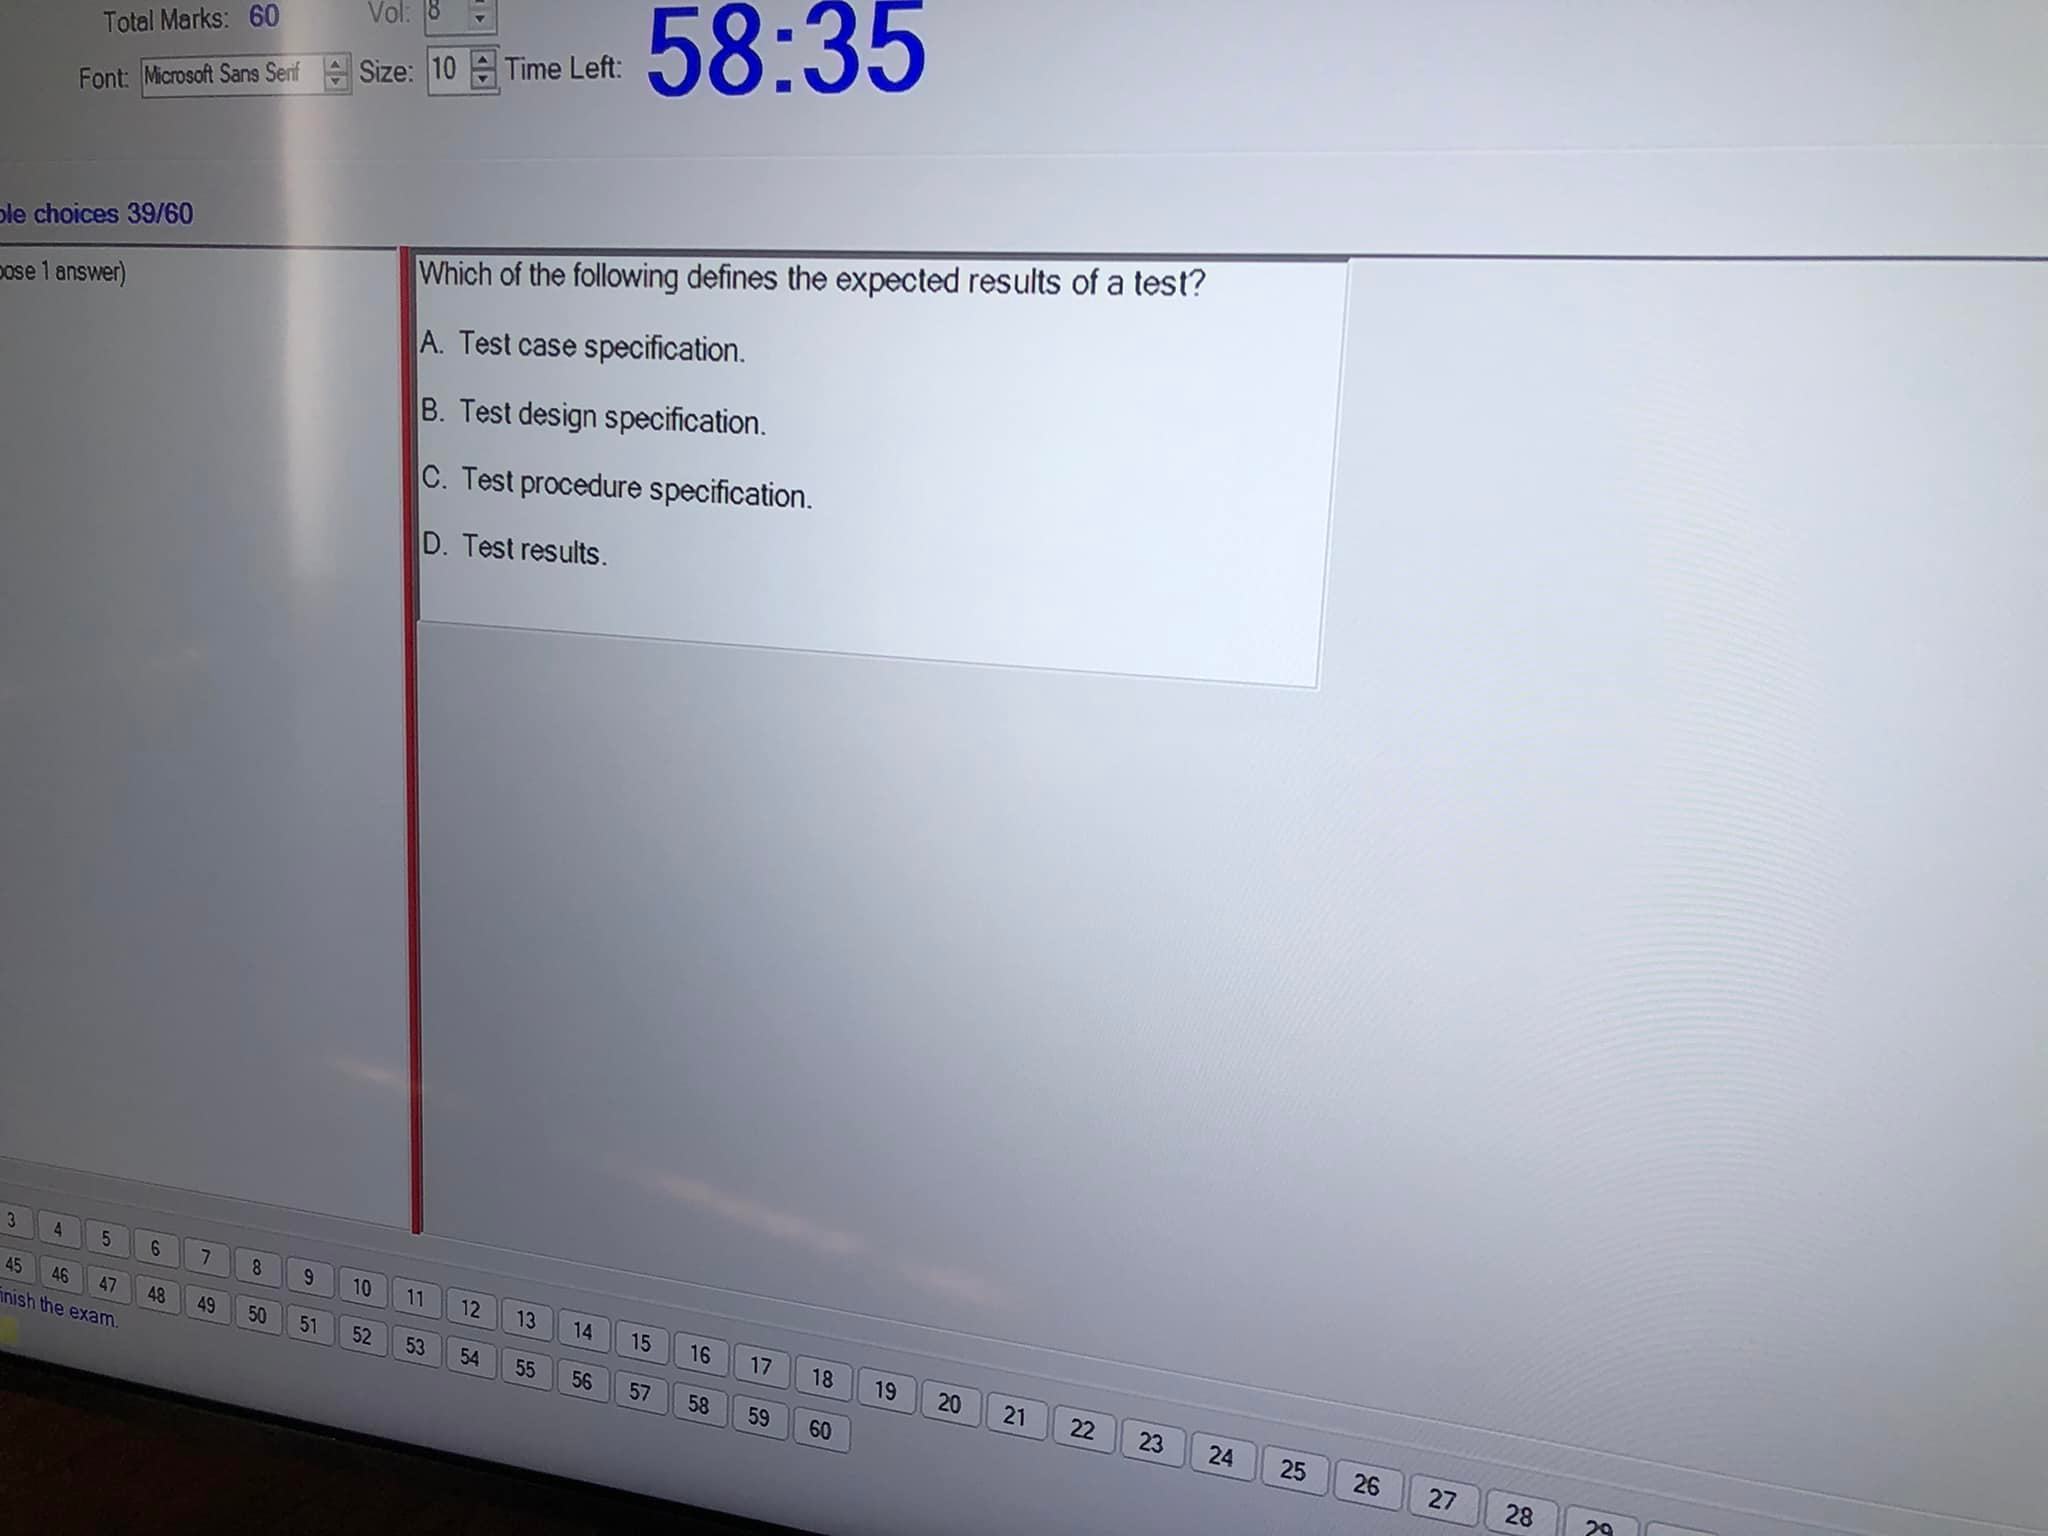 Total Marks: 60 Vol: 8
Font: Microsoft Sans Serif Size: 10 Time Left: 58:35
choices 39/60
1 answer)
Which of the following defines the expected results of a test?
A. Test case specification.
B. Test design specification.
C. Test procedure specification.
D. Test results.
3 4 5 6 7 8 9 10 11 12 13 14 15 16 17 18 19 20 21 22 23 24 25 26 27 28 29
45 46 47 48 49 50 51 52 53 54 55 56 57 58 59 60
the exam.